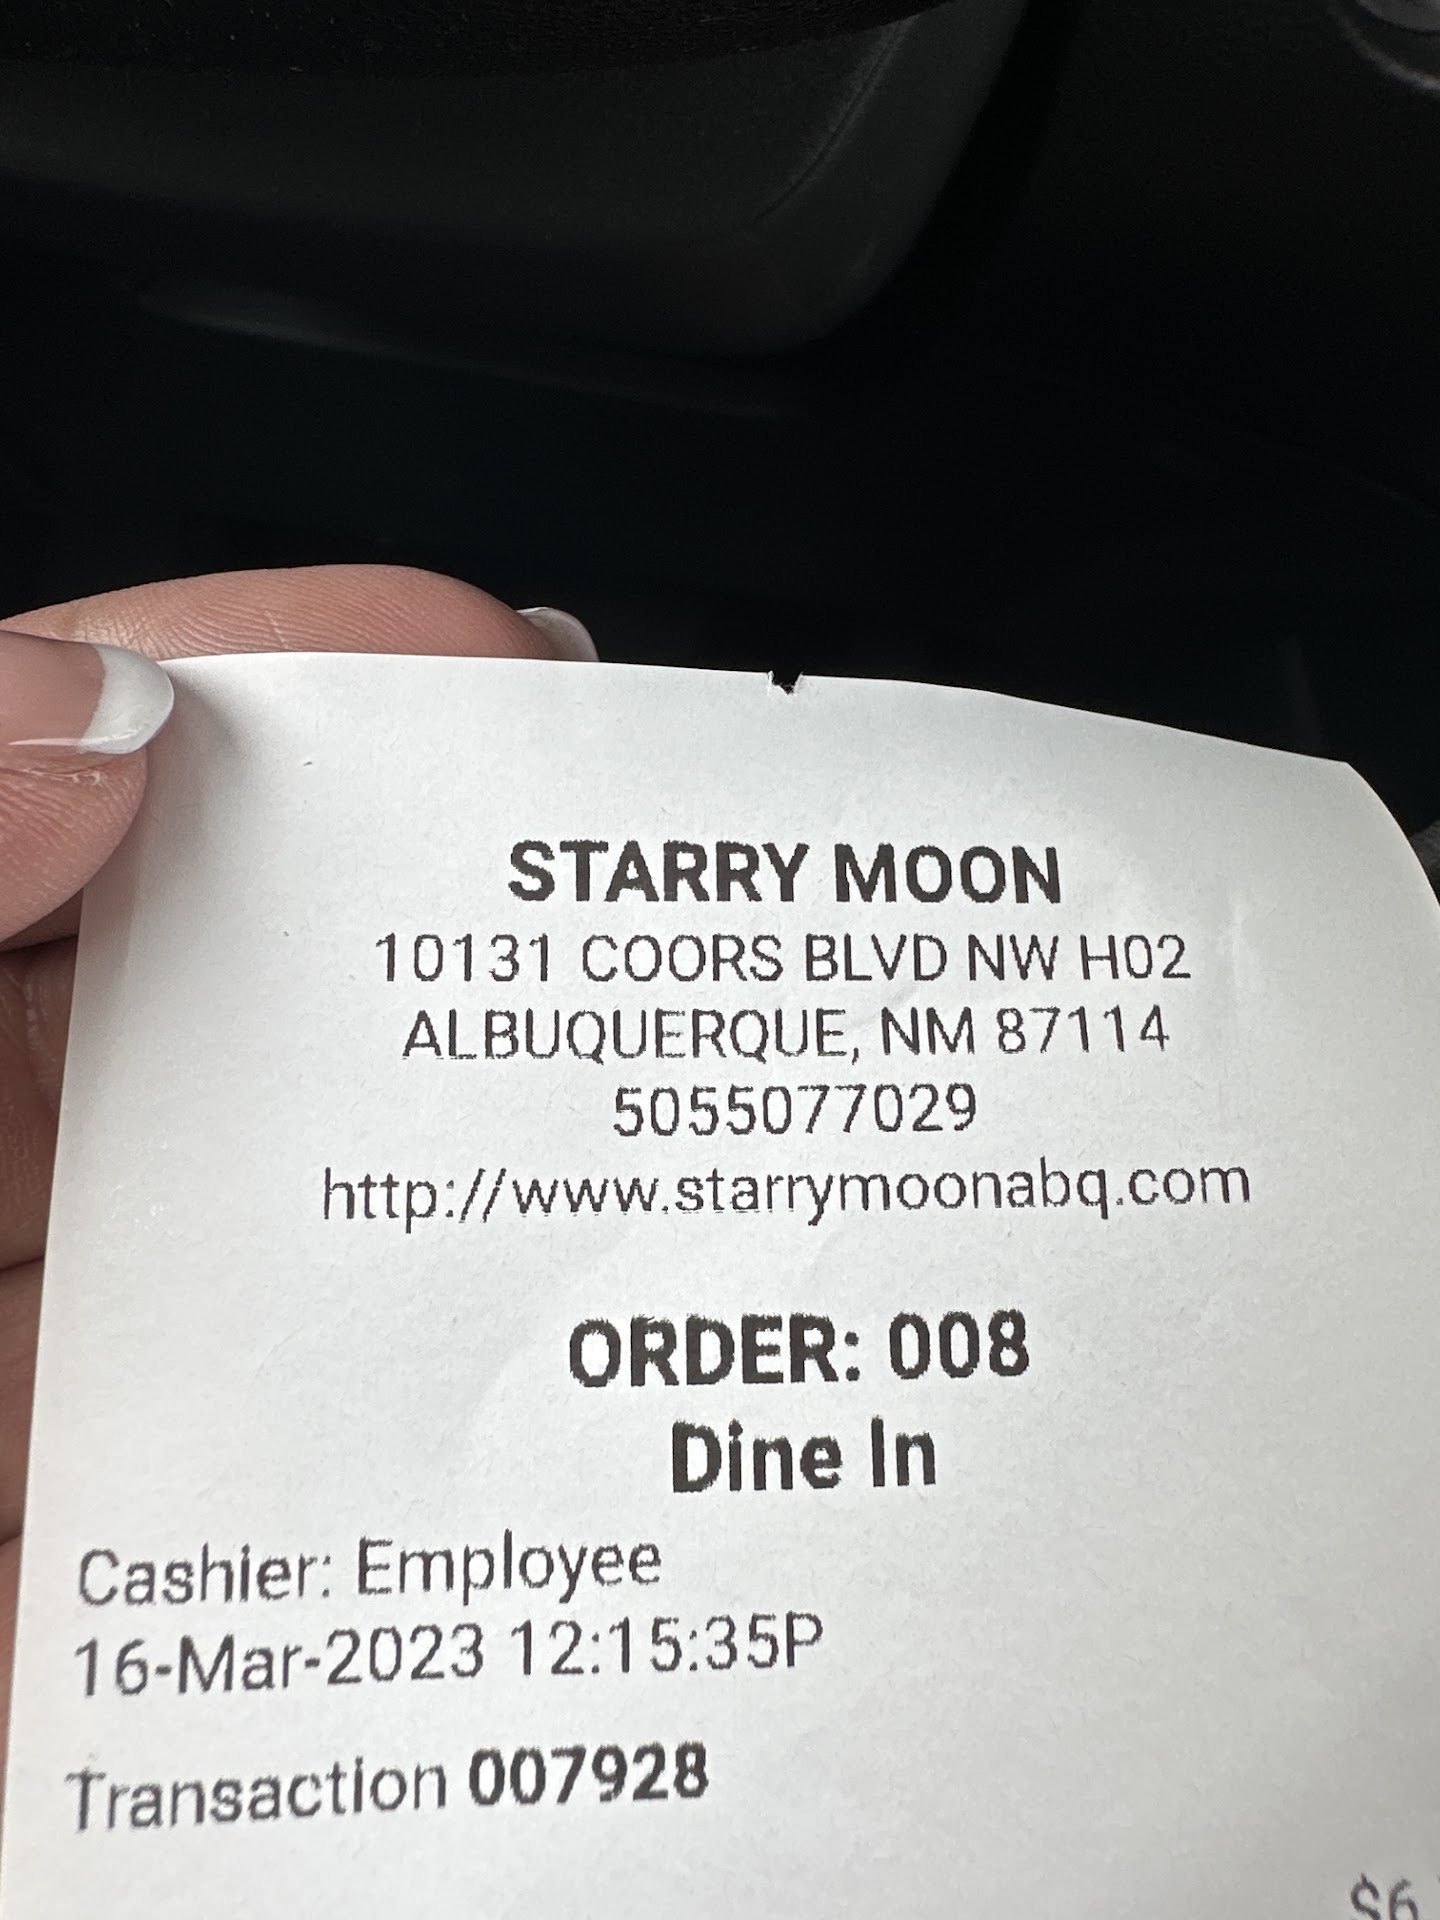 STARRY MOON
10131 COORS BLVD NW H02
ALBUQUERQUE, NM 87114
5055077029
http://www.starrymoonabq.com
ORDER: 008
Dine In
Cashier: Employee
16-Mar-2023 12:15:35P
Transaction 007928